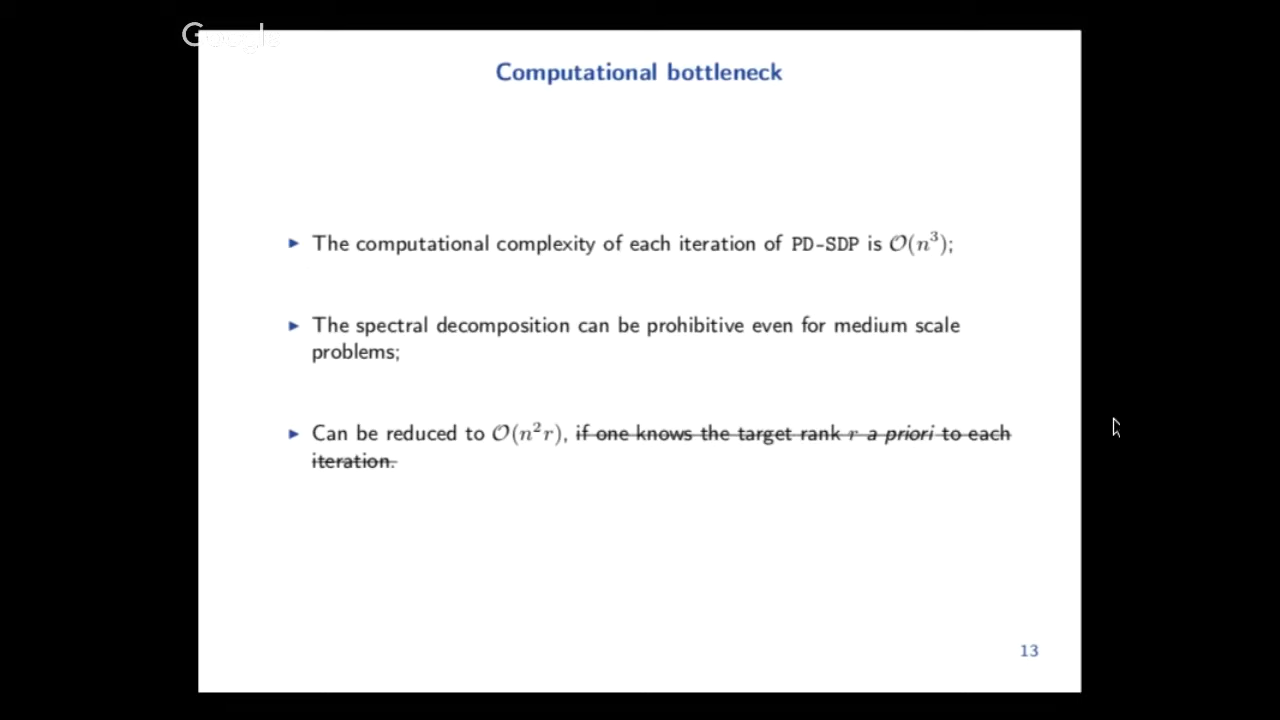 Google
Computational bottleneck
► The computational complexity of each iteration of PD-SDP is 𝒪(n³);
► The spectral decomposition can be prohibitive even for medium scale
problems;
► Can be reduced to 𝒪(n²r), if one knows the target rank r a priori to each
iteration.
13